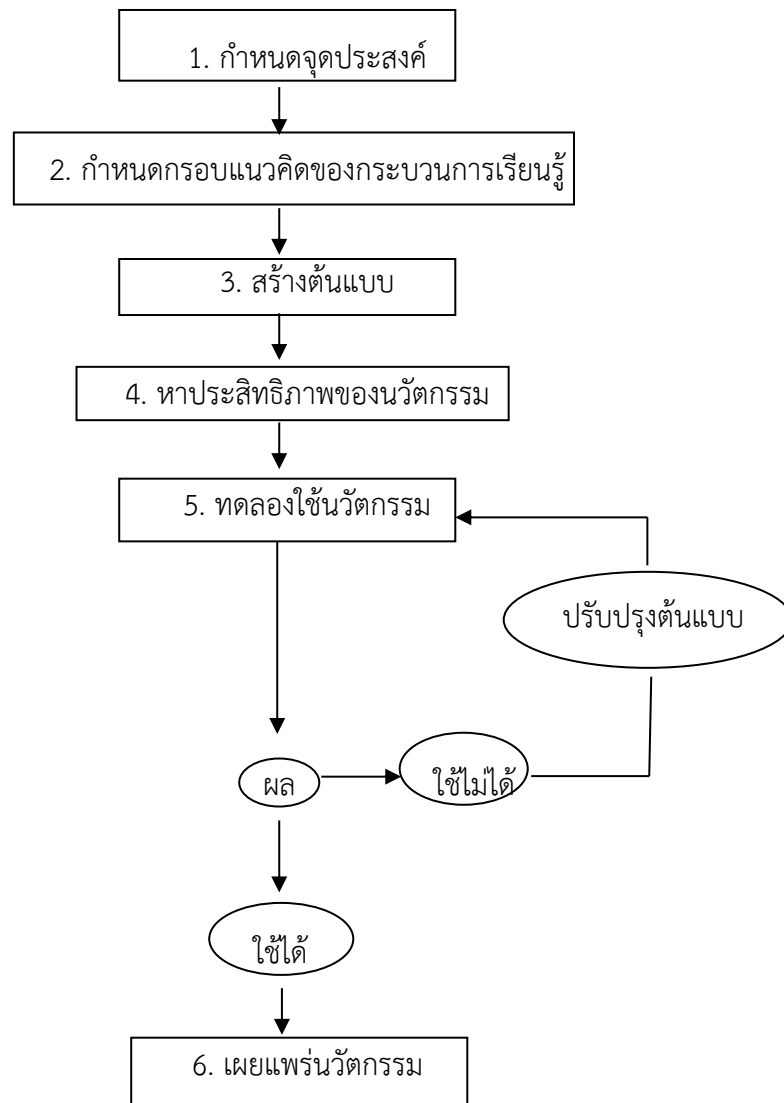 1. กำหนดจุดประสงค์
2. กำหนดกรอบแนวคิดของกระบวนการเรียนรู้
3. สร้างต้นแบบ
4. หาประสิทธิภาพของนวัตกรรม
5. ทดลองใช้นวัตกรรม
ปรับปรุงต้นแบบ
ผล
ใช้ไม่ได้
ใช้ได้
6. เผยแพร่นวัตกรรม